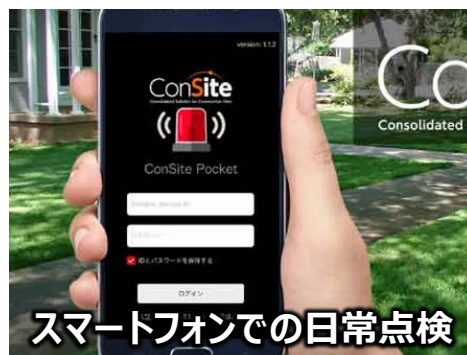 version 1.1.2
ConSite
Consolidated Solution for Construction Sites
ConSite Pocket
IDとパスワードを保存する
ログイン
Co
Consolidated
スマートフォンでの日常点検